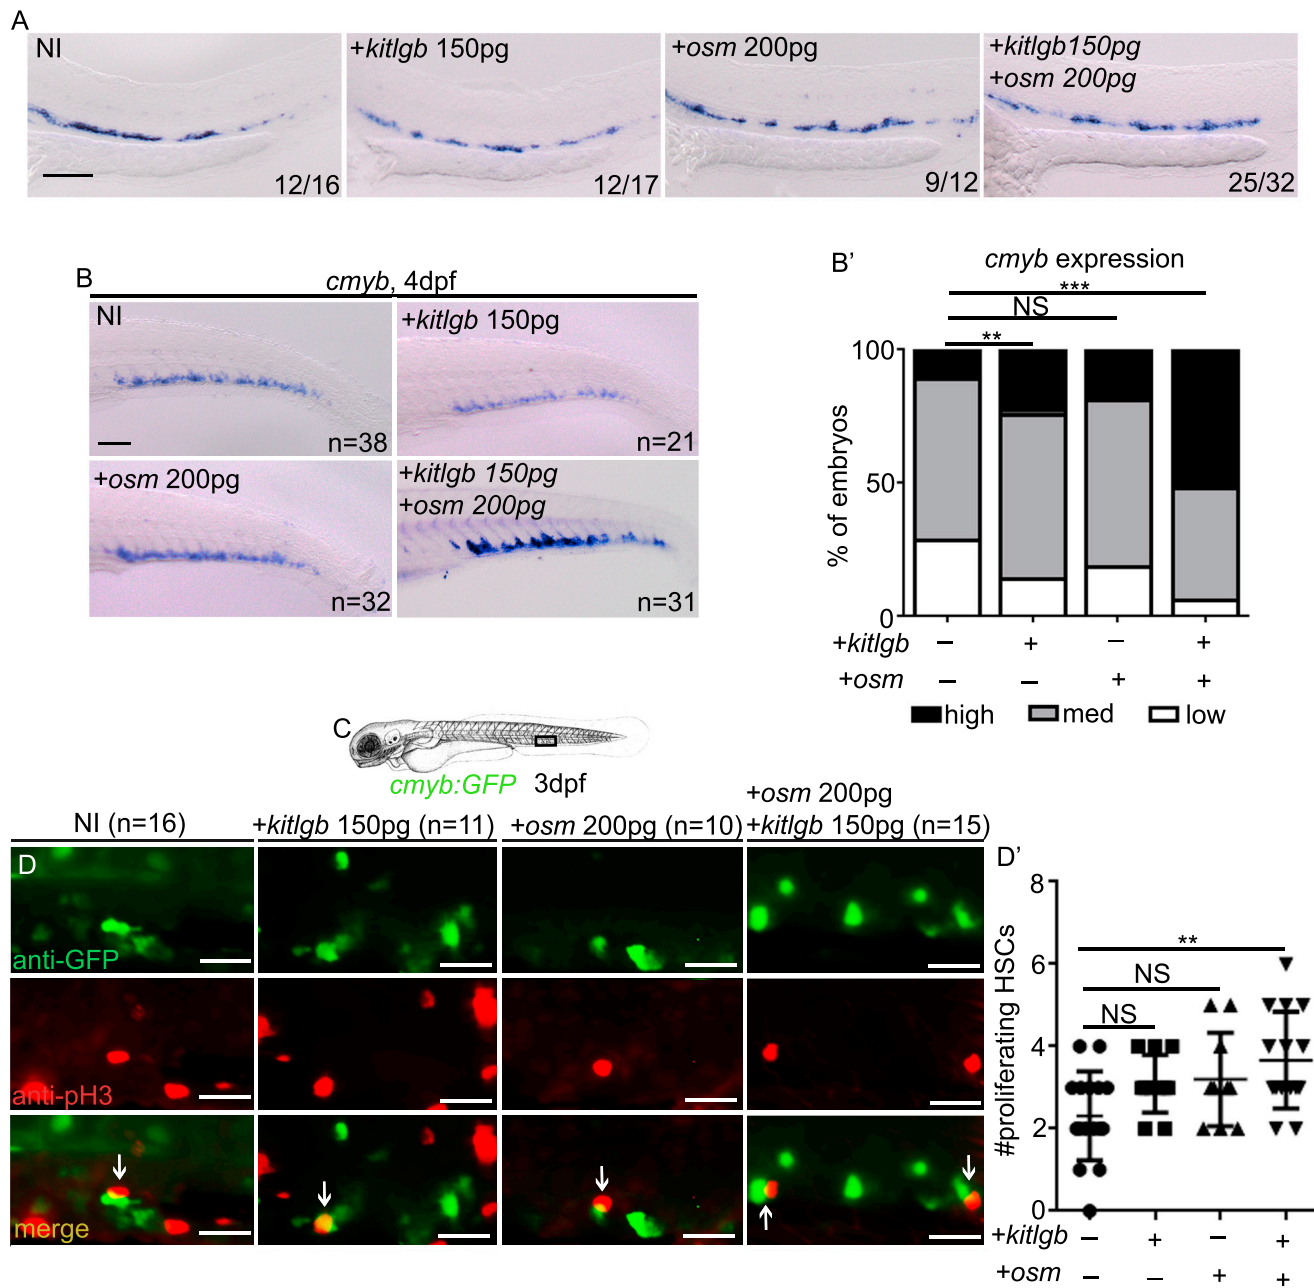 A
NI
+kitlgb 150pg
+osm 200pg
+kitlgb150pg
+osm 200pg
12/16
12/17
9/12
25/32
B
cmyb, 4dpf
NI
+kitlgb 150pg
n=38
n=21
+osm 200pg
+kitlgb 150pg
+osm 200pg
n=32
n=31
B’
cmyb expression
***
NS
**
100
50
0
% of embryos
+kitlgb – + – +
+osm – – + +
high med low
C
cmyb:GFP 3dpf
NI (n=16)
+kitlgb 150pg (n=11)
+osm 200pg (n=10)
+osm 200pg
+kitlgb 150pg (n=15)
D
anti-GFP
anti-pH3
merge
D’
8
6
4
2
0
#proliferating HSCs
**
NS
NS
+kitlgb – + – +
+osm – – + +